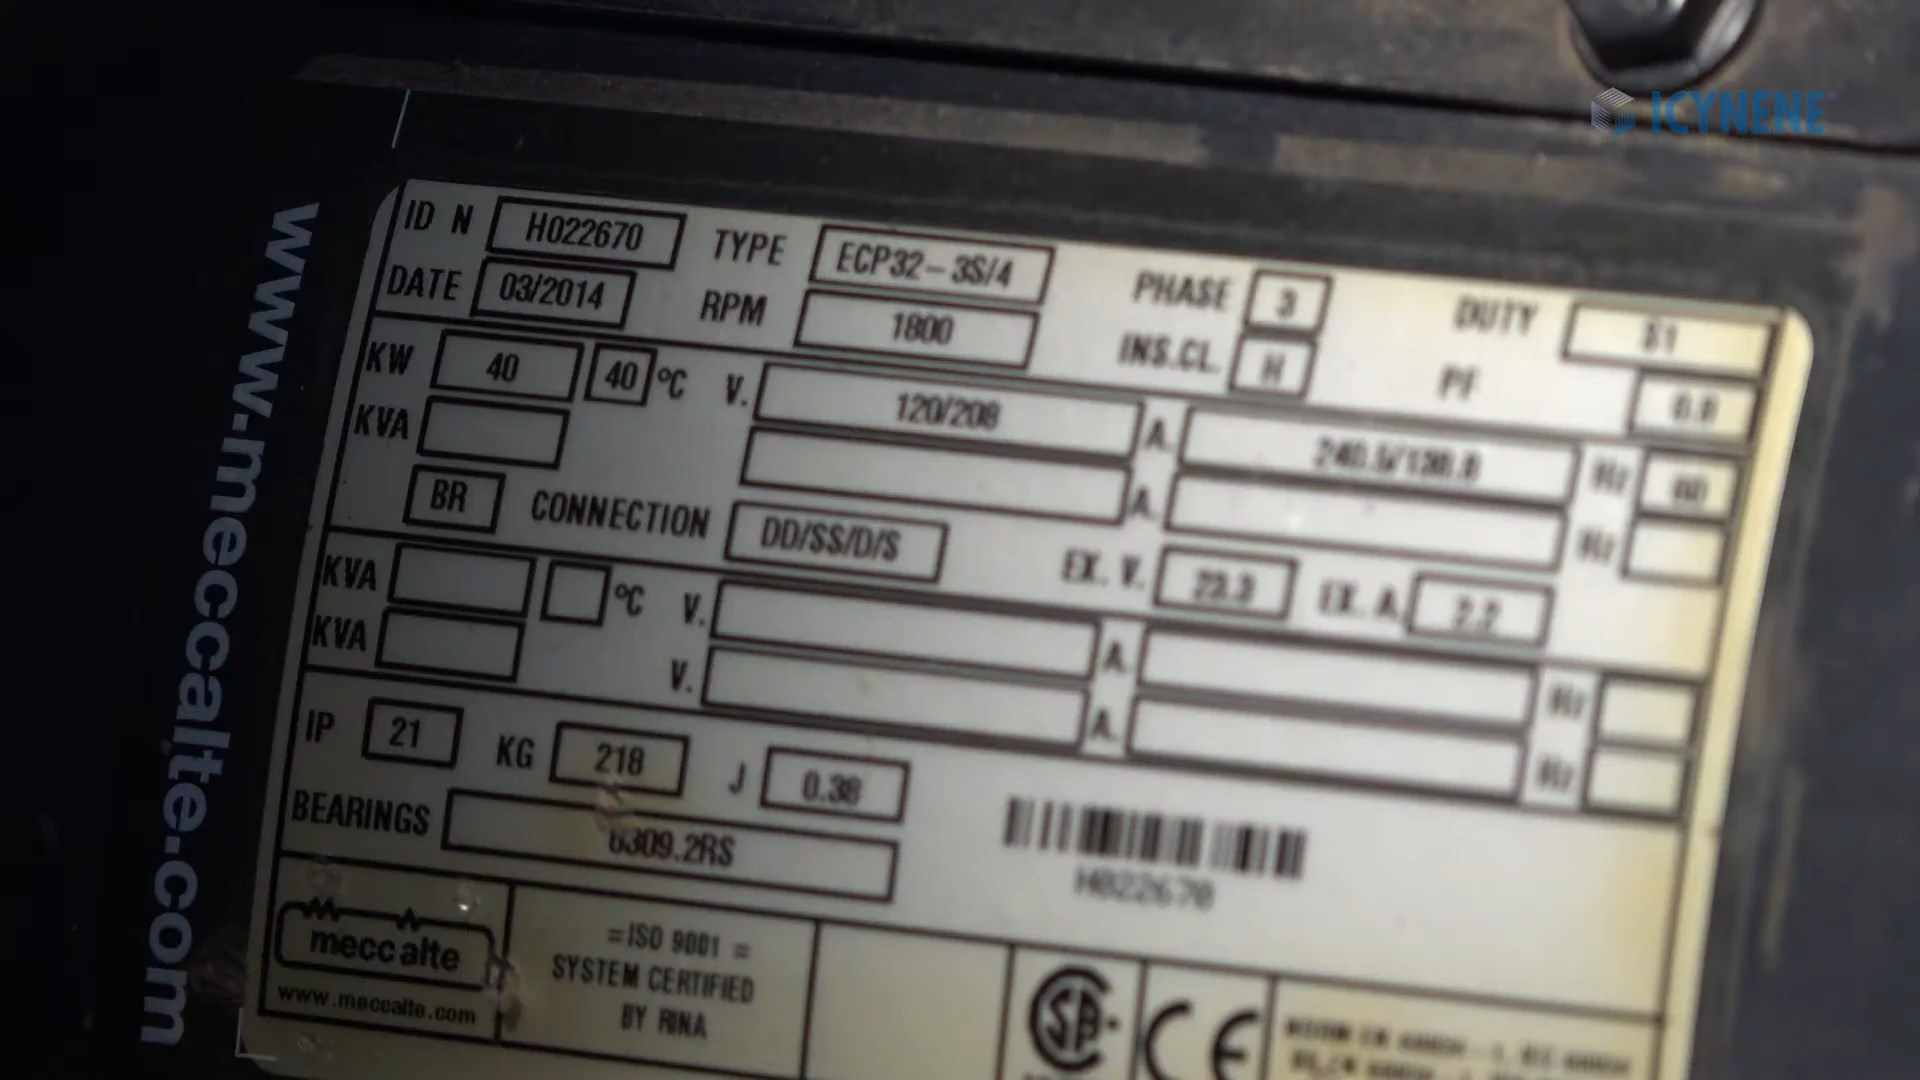 ICYNENE
www.meccalte.com
ID N H022670 TYPE ECP32-3S/4 PHASE 3 DUTY S1
DATE 03/2014 RPM 1800 INS.CL. H PF 0.8
KW 40 40 °C V. 120/208 A. 240.5/138.8 Hz 60
KVA A. Hz
BR CONNECTION DD/SS/D/S EX. V. 23.3 EX. A. 2.2
KVA °C V. A. Hz
KVA V. A. Hz
IP 21 KG 218 J 0.38
BEARINGS 6309.2RS
H022670
meccalte
www.meccalte.com
=ISO 9001=
SYSTEM CERTIFIED
BY RINA
CE